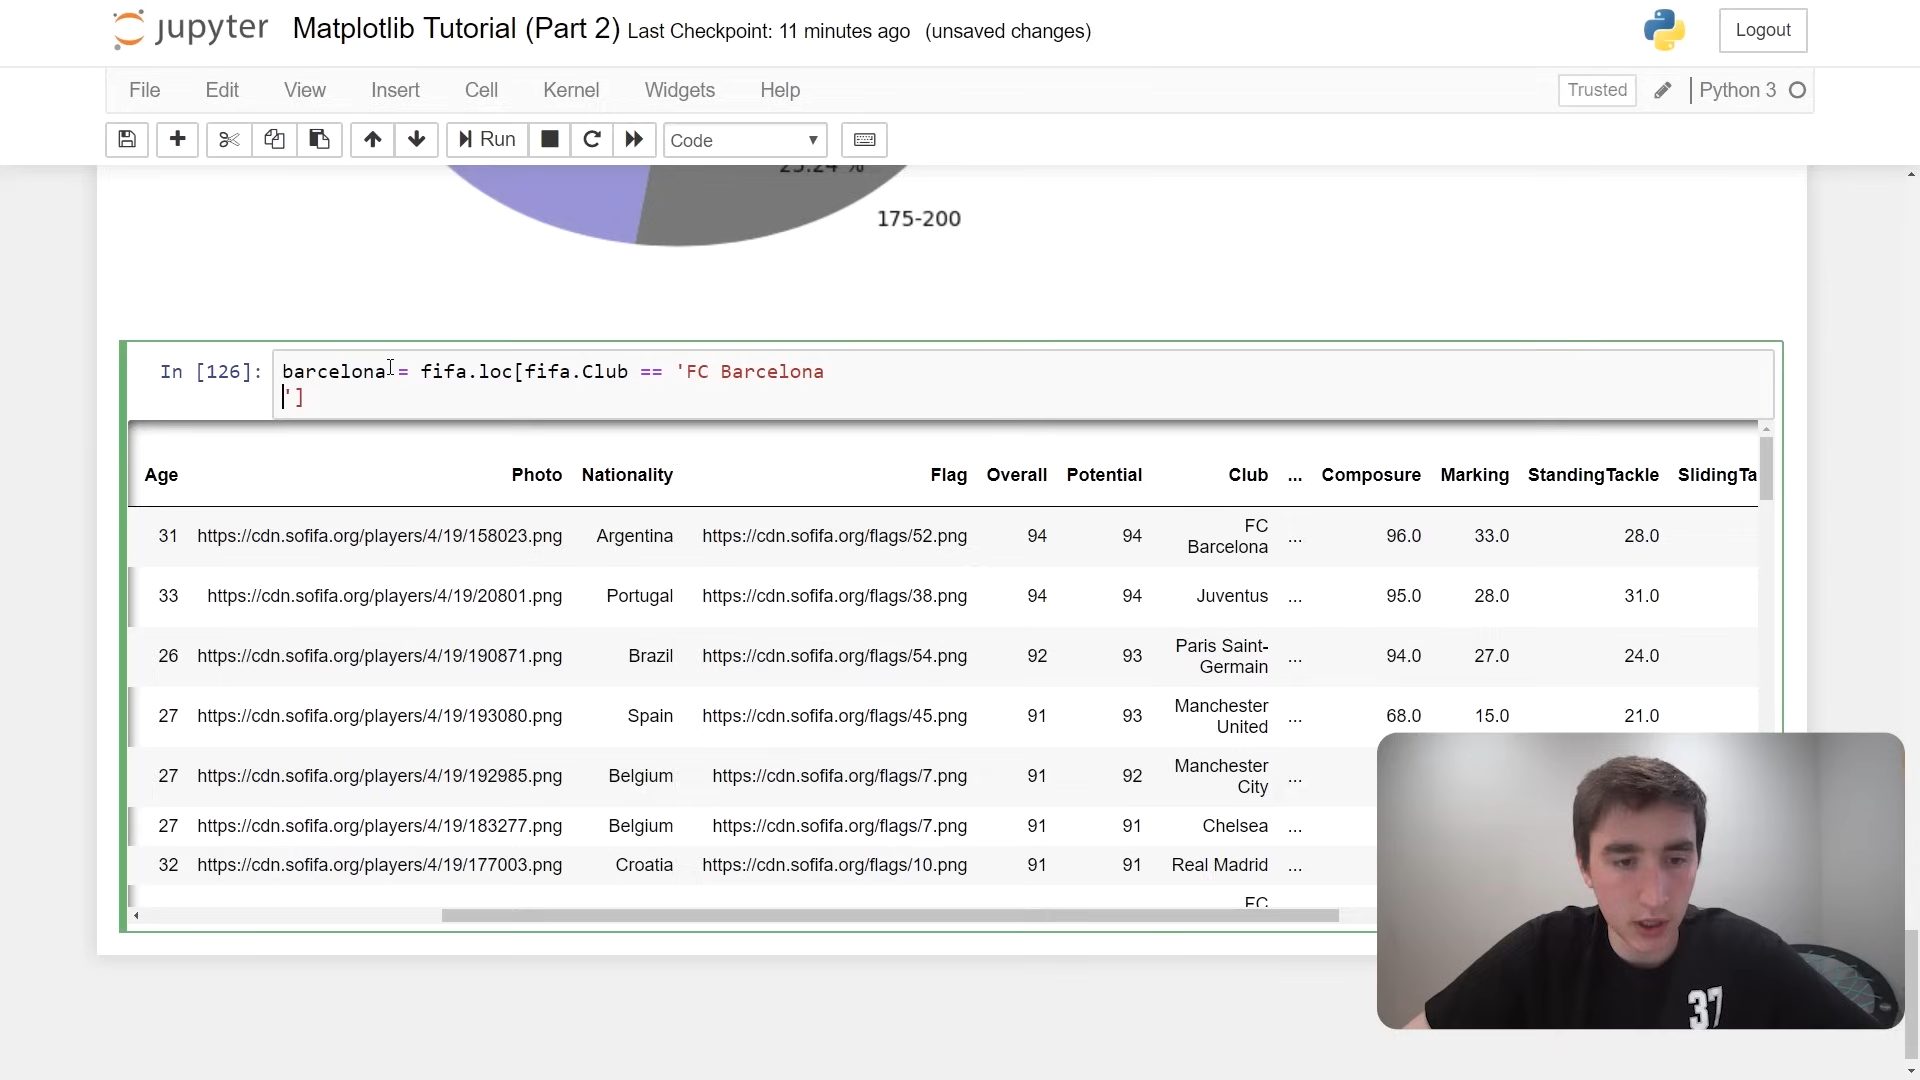 jupyter Matplotlib Tutorial (Part 2) Last Checkpoint: 11 minutes ago (unsaved changes) Logout
File Edit View Insert Cell Kernel Widgets Help Trusted Python 3
Run Code
25.24 %
175-200
In [126]: barcelona = fifa.loc[fifa.Club == 'FC Barcelona
']
Age Photo Nationality Flag Overall Potential Club ... Composure Marking StandingTackle SlidingTa
31 https://cdn.sofifa.org/players/4/19/158023.png Argentina https://cdn.sofifa.org/flags/52.png 94 94 FC Barcelona ... 96.0 33.0 28.0
33 https://cdn.sofifa.org/players/4/19/20801.png Portugal https://cdn.sofifa.org/flags/38.png 94 94 Juventus ... 95.0 28.0 31.0
26 https://cdn.sofifa.org/players/4/19/190871.png Brazil https://cdn.sofifa.org/flags/54.png 92 93 Paris Saint-Germain ... 94.0 27.0 24.0
27 https://cdn.sofifa.org/players/4/19/193080.png Spain https://cdn.sofifa.org/flags/45.png 91 93 Manchester United ... 68.0 15.0 21.0
27 https://cdn.sofifa.org/players/4/19/192985.png Belgium https://cdn.sofifa.org/flags/7.png 91 92 Manchester City ...
27 https://cdn.sofifa.org/players/4/19/183277.png Belgium https://cdn.sofifa.org/flags/7.png 91 91 Chelsea ...
32 https://cdn.sofifa.org/players/4/19/177003.png Croatia https://cdn.sofifa.org/flags/10.png 91 91 Real Madrid ...
FC
37